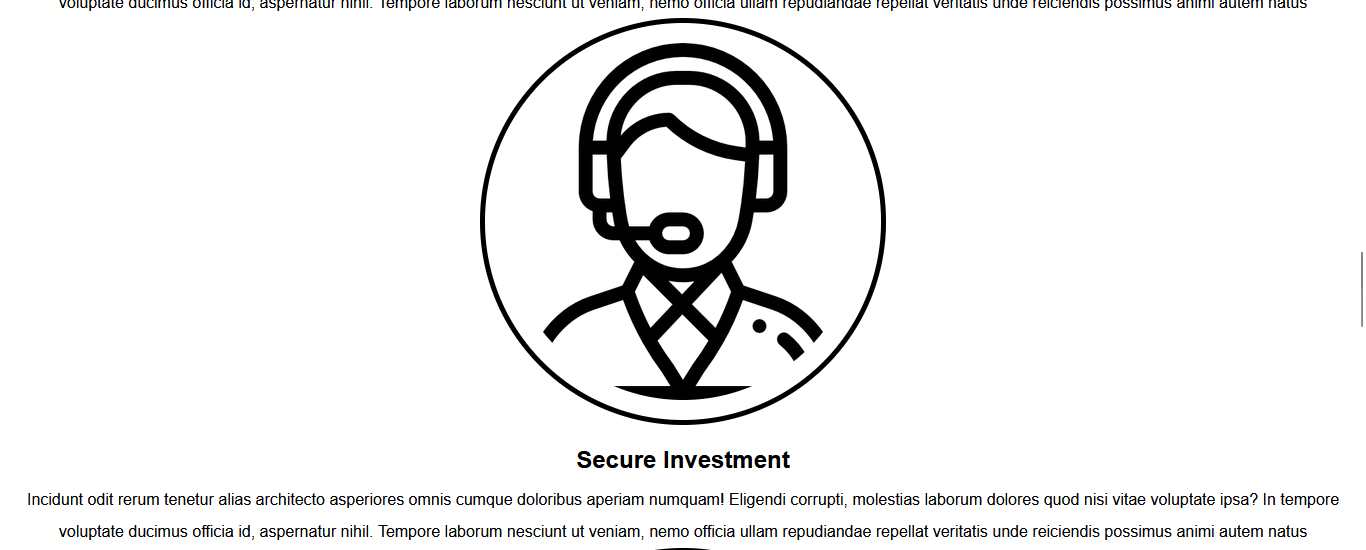 voluptate ducimus officia id, aspernatur nihil. Tempore laborum nesciunt ut veniam, nemo officia ullam repudiandae repellat veritatis unde reiciendis possimus animi autem natus
Secure Investment
Incidunt odit rerum tenetur alias architecto asperiores omnis cumque doloribus aperiam numquam! Eligendi corrupti, molestias laborum dolores quod nisi vitae voluptate ipsa? In tempore
voluptate ducimus officia id, aspernatur nihil. Tempore laborum nesciunt ut veniam, nemo officia ullam repudiandae repellat veritatis unde reiciendis possimus animi autem natus